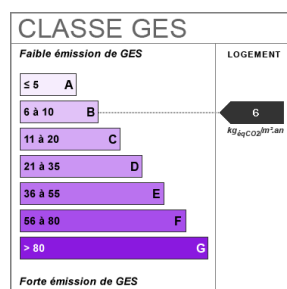 CLASSE GES
Faible émission de GES
LOGEMENT
≤ 5 A
6 à 10 B
6
kgéqCO2/m².an
11 à 20 C
21 à 35 D
36 à 55 E
56 à 80 F
> 80 G
Forte émission de GES